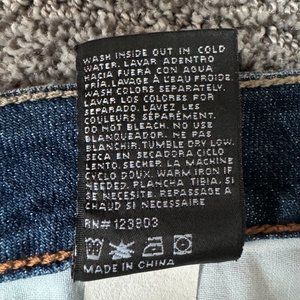 WASH INSIDE OUT IN COLD
WATER. LAVAR ADENTRO
HACIA FUERA CON AGUA
FRIA. LAVEZ À L'EAU FROIDE.
WASH COLORS SEPARATELY.
LAVAR LOS COLORES POR
SEPARADO. LAVEZ LES
COULEURS SÉPARÉMENT.
DO NOT BLEACH. NO USE
BLANQUEADOR. NE PAS
BLANCHIR. TUMBLE DRY LOW.
SECA EN SECADORA CICLO
LENTO. SECHER LA MACHINE
CYCLO DOUX. WARM IRON IF
NEEDED. PLANCHA TIBIA, SI
SE NECESITE. REPASSAGE À
CHAUD SI NECESSAIRE
RN# 123903
MADE IN CHINA